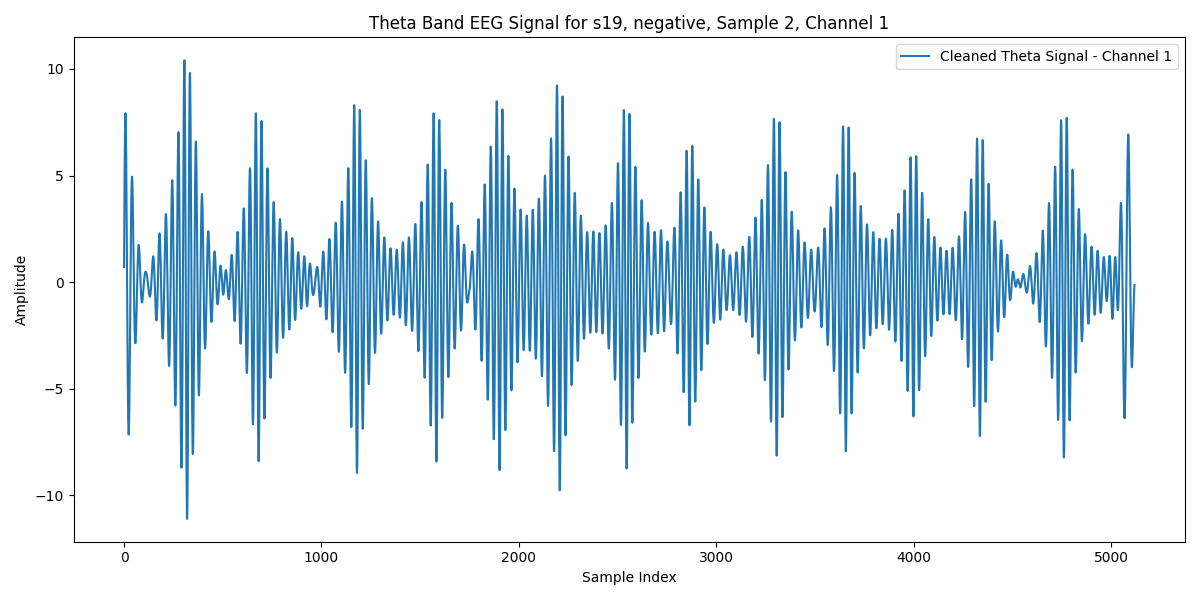 Theta Band EEG Signal for s19, negative, Sample 2, Channel 1
Cleaned Theta Signal - Channel 1
10
5
0
−5
−10
Amplitude
0 1000 2000 3000 4000 5000
Sample Index